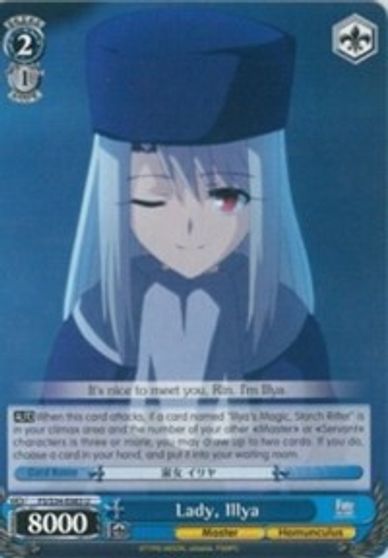 2
1
It's nice to meet you, Rin. I'm Illya
AUTO When this card attacks, if a card named "Illya's Magic, Starch Ritter" is
in your climax area and the number of your other «Master» or «Servant»
characters is three or more, you may draw up to two cards. If you do,
choose a card in your hand, and put it into your waiting room.
Card Name
淑女 イリヤ
8000
Lady, Illya
Fate
Master
Homunculus